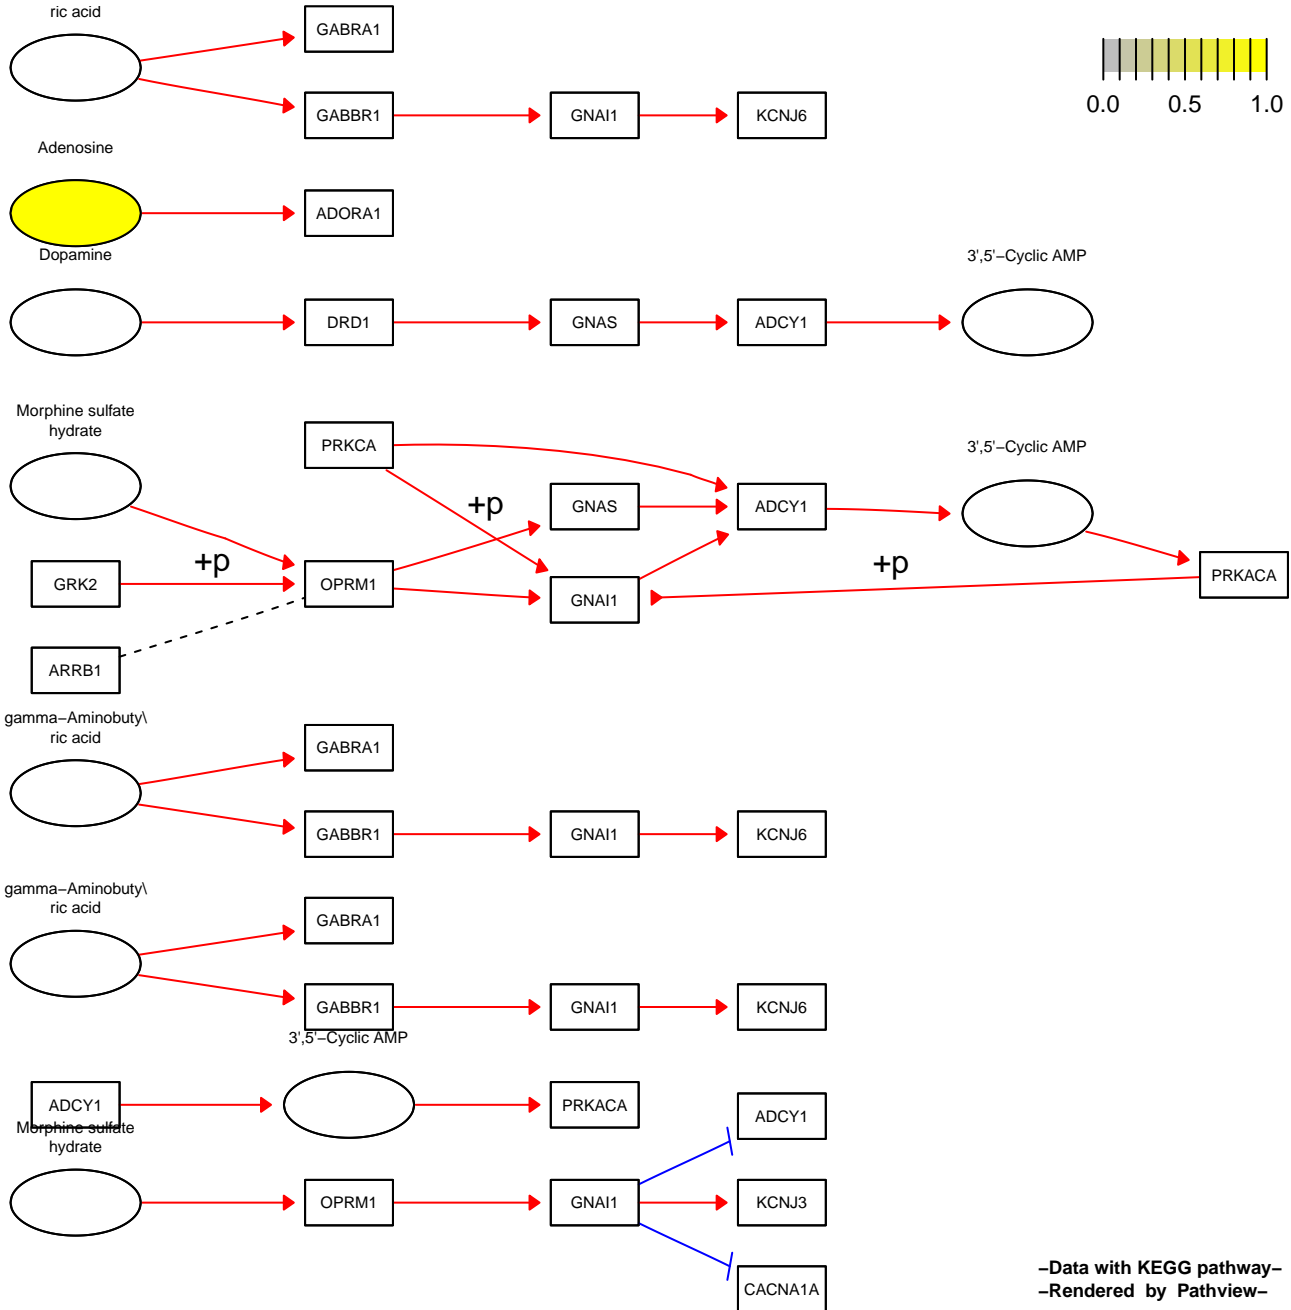 ric acid
GABRA1
0.0 0.5 1.0
GABBR1 GNAI1 KCNJ6
Adenosine
ADORA1
Dopamine
3',5'−Cyclic AMP
DRD1 GNAS ADCY1
Morphine sulfate
hydrate
PRKCA
3',5'−Cyclic AMP
+p
GNAS ADCY1
+p
+p
GRK2 OPRM1 GNAI1 PRKACA
ARRB1
gamma−Aminobuty\
ric acid
GABRA1
GABBR1 GNAI1 KCNJ6
gamma−Aminobuty\
ric acid
GABRA1
GABBR1 GNAI1 KCNJ6
3',5'−Cyclic AMP
ADCY1 PRKACA ADCY1
Morphine sulfate
hydrate
OPRM1 GNAI1 KCNJ3
CACNA1A
−Data with KEGG pathway−
−Rendered by Pathview−